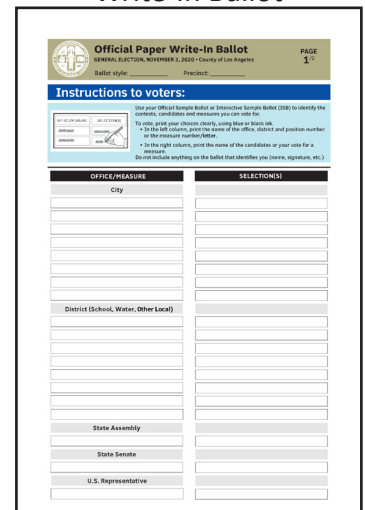 Write-In Ballot
Official Paper Write-In Ballot
GENERAL ELECTION, NOVEMBER 3, 2020 • County of Los Angeles
Ballot style: ____________ Precinct: ____________
PAGE
1/2
Instructions to voters:
Use your Official Sample Ballot or Interactive Sample Ballot (ISB) to identify the
contests, candidates and measures you can vote for.
To vote, print your choices clearly, using blue or black ink.
• In the left column, print the name of the office, district and position number
or the measure number/letter.
• In the right column, print the name of the candidates or your vote for a
measure.
Do not include anything on the ballot that identifies you (name, signature, etc.)
OFFICE/MEASURE SELECTION(S)
OFFICE/MEASURE SELECTION(S)
City
District (School, Water, Other Local)
State Assembly
State Senate
U.S. Representative